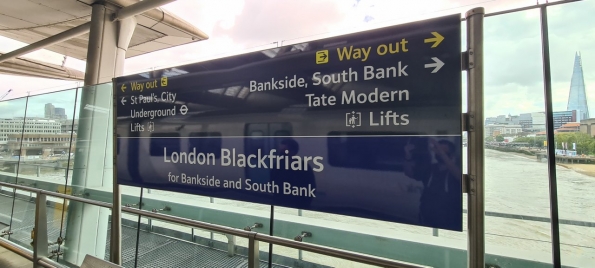 Way out
St Paul's, City
Underground
Lifts
Way out
Bankside, South Bank
Tate Modern
Lifts
London Blackfriars
for Bankside and South Bank